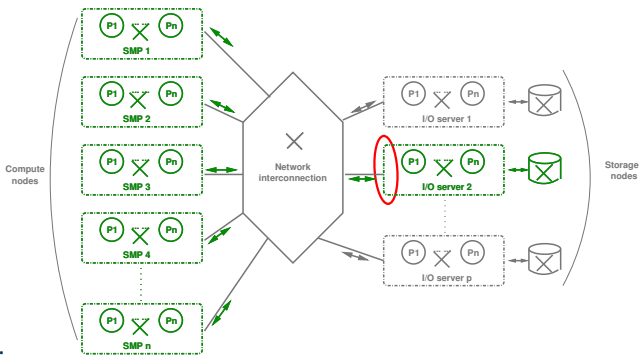 P1 Pn
SMP 1
P1 Pn
SMP 2
P1 Pn
SMP 3
P1 Pn
SMP 4
P1 Pn
SMP n
Compute
nodes
Network
interconnection
P1 Pn
I/O server 1
P1 Pn
I/O server 2
P1 Pn
I/O server p
Storage
nodes